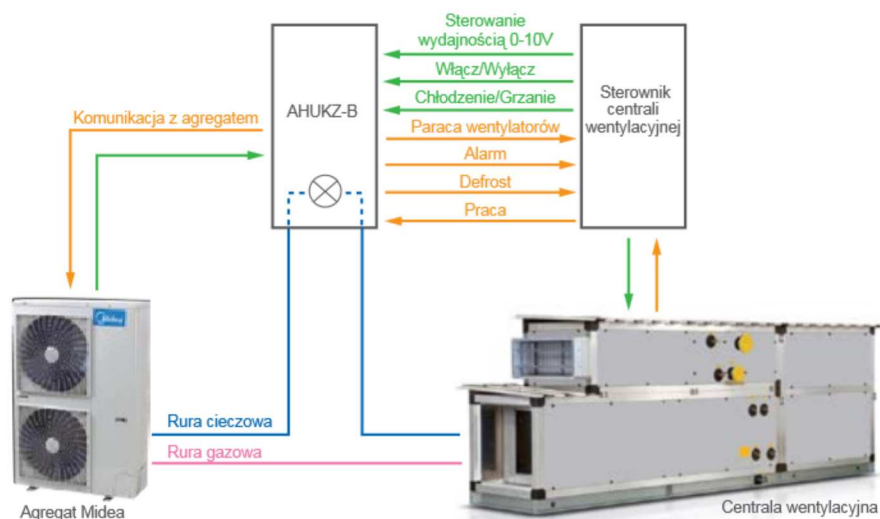 Sterowanie
wydajnością 0-10V
Włącz/Wyłącz
Chłodzenie/Grzanie
AHUKZ-B
Sterownik
centrali
wentylacyjnej
Komunikacja z agregatem
Paraca wentylatorów
Alarm
Defrost
Praca
Midea
Rura cieczowa
Rura gazowa
Agregat Midea
Centrala wentylacyjna